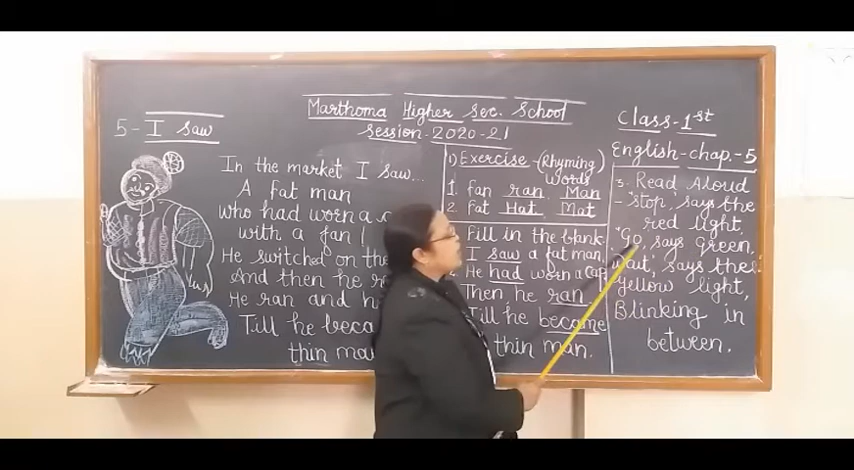 Marthoma Higher Sec. School
Session-2020-21
Class-1st
English-chap.-5
5- I saw
In the market I saw...
A fat man
who had worn a
with a fan!
He switched on the
And then he
He ran and
Till he
thin
1) Exercise-(Rhyming
words)
1. fan ran Man
2. Fat Hat Mat
Fill in the blank.
I saw a fat man,
He had worn a cap
Then he ran.
Till he became
thin man.
3. Read Aloud
- "Stop", says the
red light,
"Go", says green,
wait", says the
yellow light,
Blinking in
between.